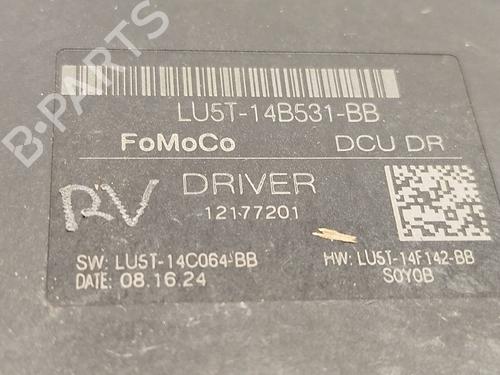 B-PARTS
LU5T-14B531-BB
FoMoCo DCU DR
RV DRIVER
12177201
SW: LU5T-14C064-BB HW: LU5T-14F142-BB
DATE: 08.16.24 S0Y0B